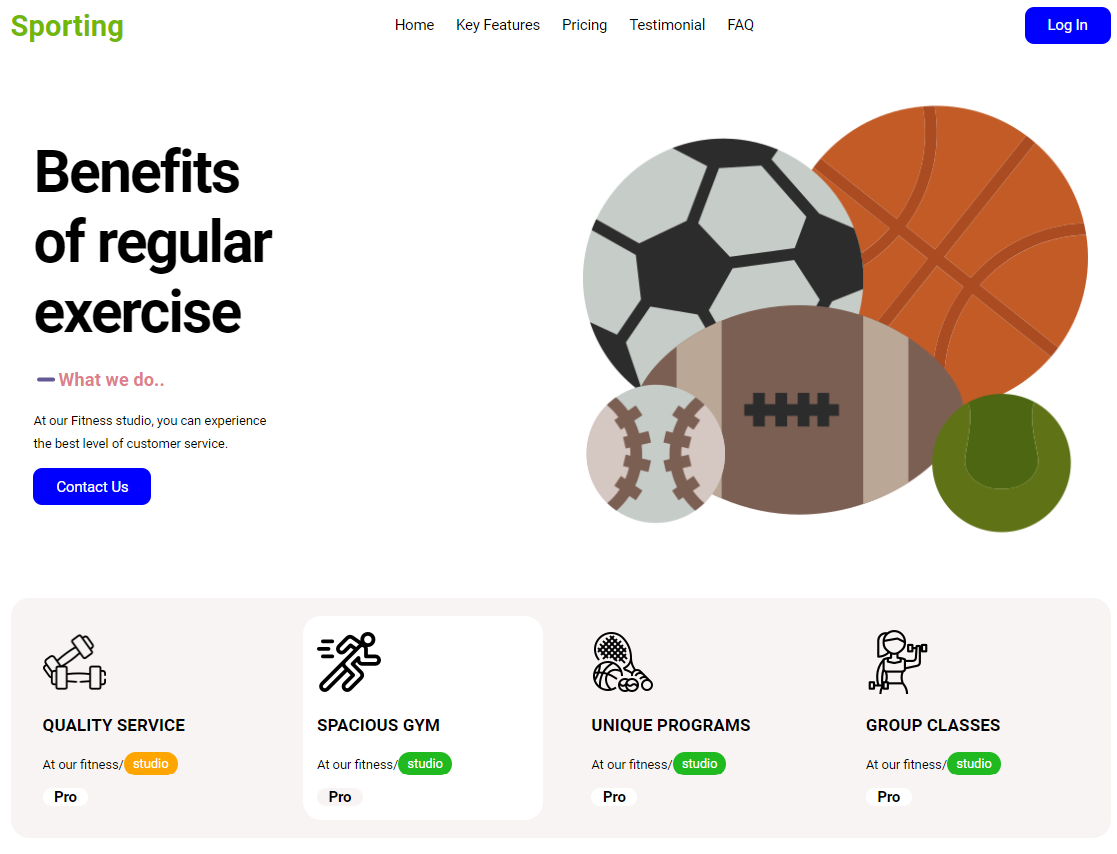 Sporting
Home Key Features Pricing Testimonial FAQ
Log In
Benefits
of regular
exercise
What we do..
At our Fitness studio, you can experience
the best level of customer service.
Contact Us
QUALITY SERVICE
At our fitness/studio
Pro
SPACIOUS GYM
At our fitness/studio
Pro
UNIQUE PROGRAMS
At our fitness/studio
Pro
GROUP CLASSES
At our fitness/studio
Pro